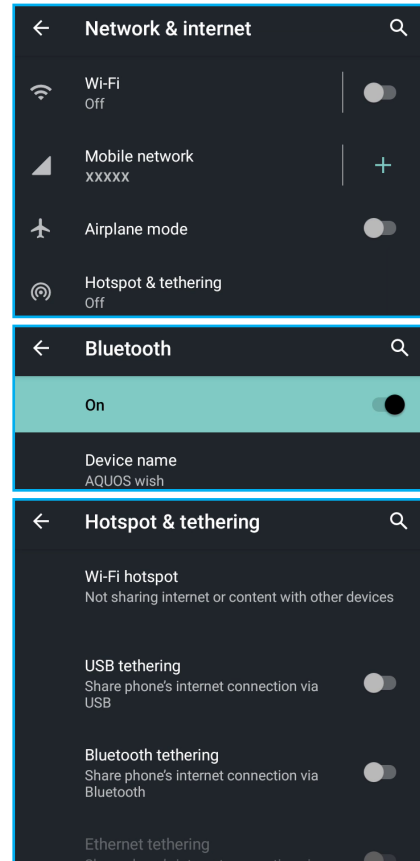 Network & internet
Wi-Fi
Off
Mobile network
XXXXX
Airplane mode
Hotspot & tethering
Off
Bluetooth
On
Device name
AQUOS wish
Hotspot & tethering
Wi-Fi hotspot
Not sharing internet or content with other devices
USB tethering
Share phone's internet connection via
USB
Bluetooth tethering
Share phone's internet connection via
Bluetooth
Ethernet tethering